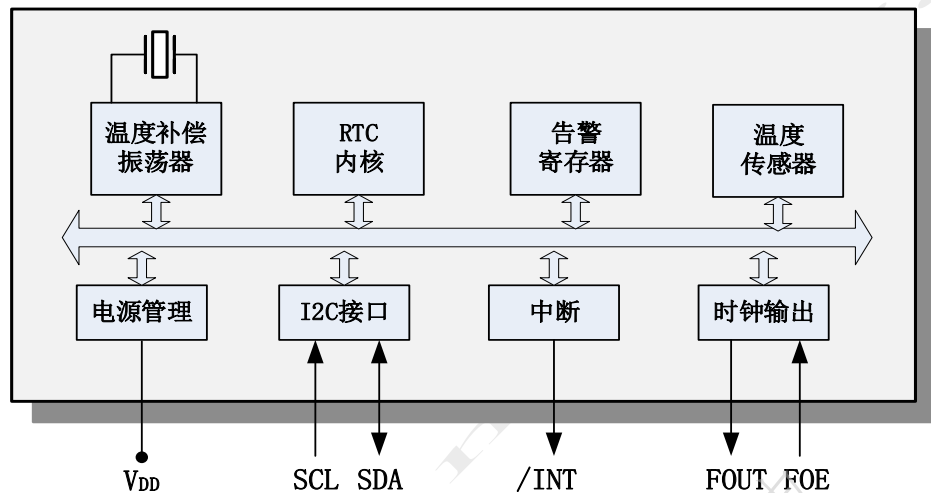 温度补偿
振荡器
RTC
内核
告警
寄存器
温度
传感器
电源管理
I2C接口
中断
时钟输出
VDD
SCL SDA
/INT
FOUT FOE